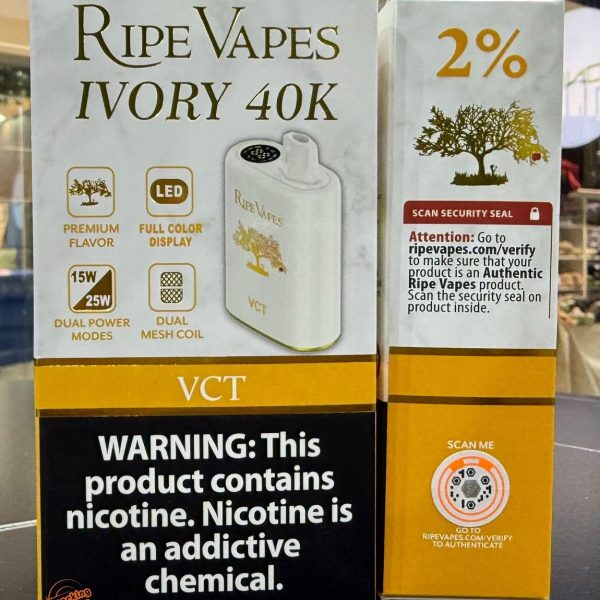 RIPE VAPES
IVORY 40K
PREMIUM
FLAVOR
LED
FULL COLOR
DISPLAY
15W
25W
DUAL POWER
MODES
DUAL
MESH COIL
RIPE VAPES
VCT
VCT
WARNING: This
product contains
nicotine. Nicotine is
an addictive
chemical.
2%
SCAN SECURITY SEAL
Attention: Go to
ripevapes.com/verify
to make sure that your
product is an Authentic
Ripe Vapes product.
Scan the security seal on
product inside.
SCAN ME
GO TO
RIPEVAPES.COM/VERIFY
TO AUTHENTICATE